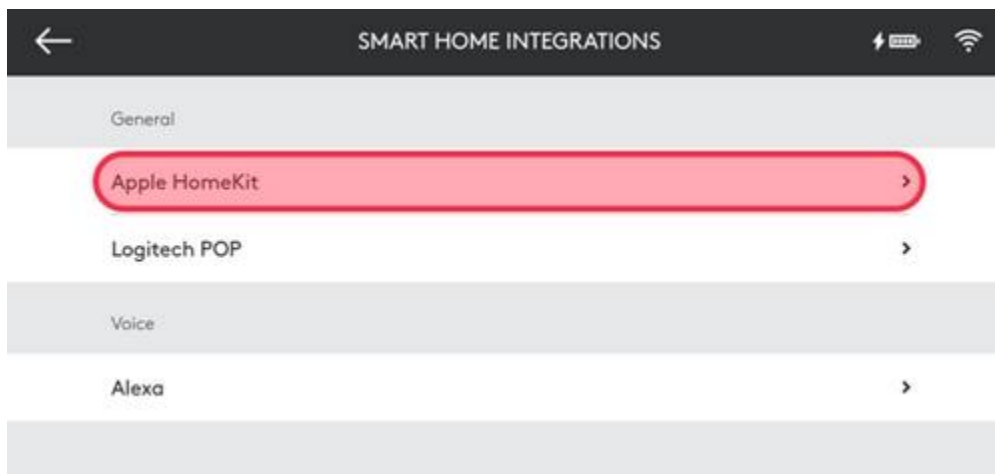 SMART HOME INTEGRATIONS
General
Apple HomeKit
Logitech POP
Voice
Alexa